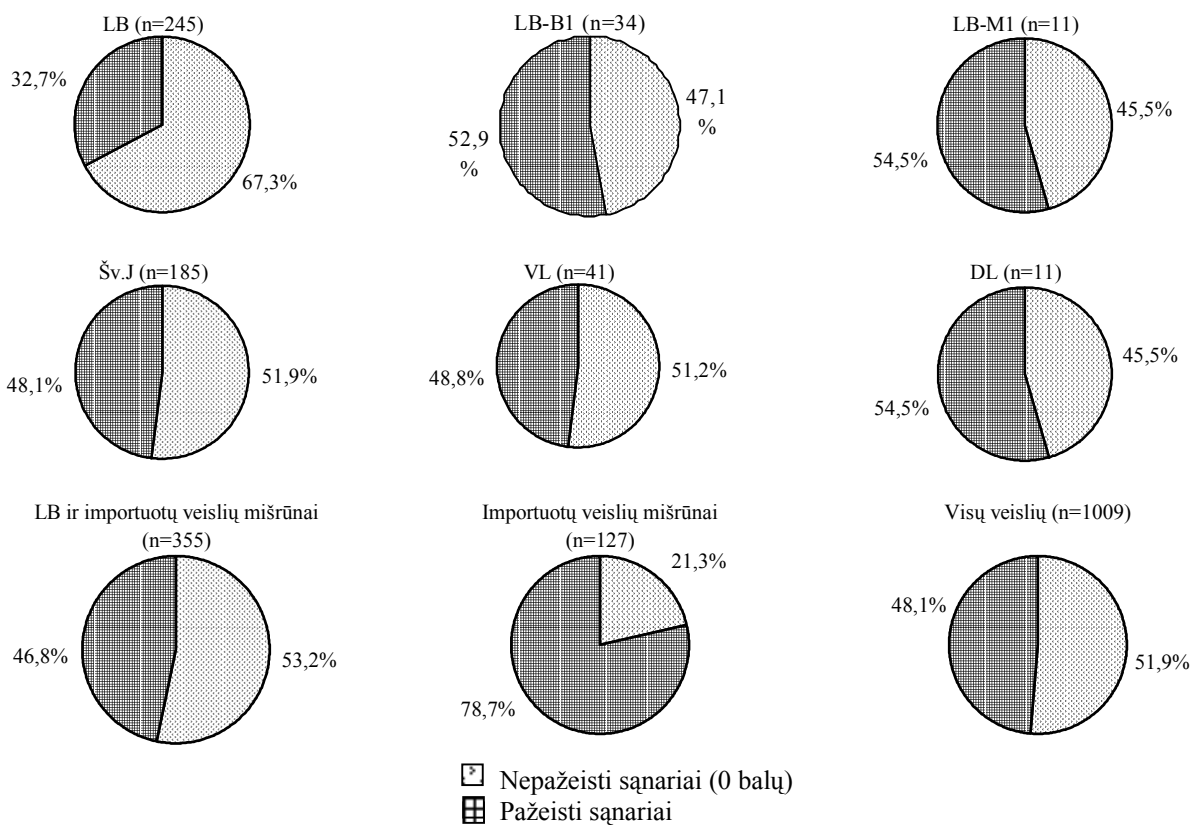 LB (n=245)
32,7%
67,3%
LB-B1 (n=34)
47,1
%
52,9
%
LB-M1 (n=11)
45,5%
54,5%
Šv.J (n=185)
48,1%
51,9%
VL (n=41)
48,8%
51,2%
DL (n=11)
45,5%
54,5%
LB ir importuotų veislių mišrūnai
(n=355)
46,8%
53,2%
Importuotų veislių mišrūnai
(n=127)
21,3%
78,7%
Visų veislių (n=1009)
48,1%
51,9%
Nepažeisti sąnariai (0 balų)
Pažeisti sąnariai